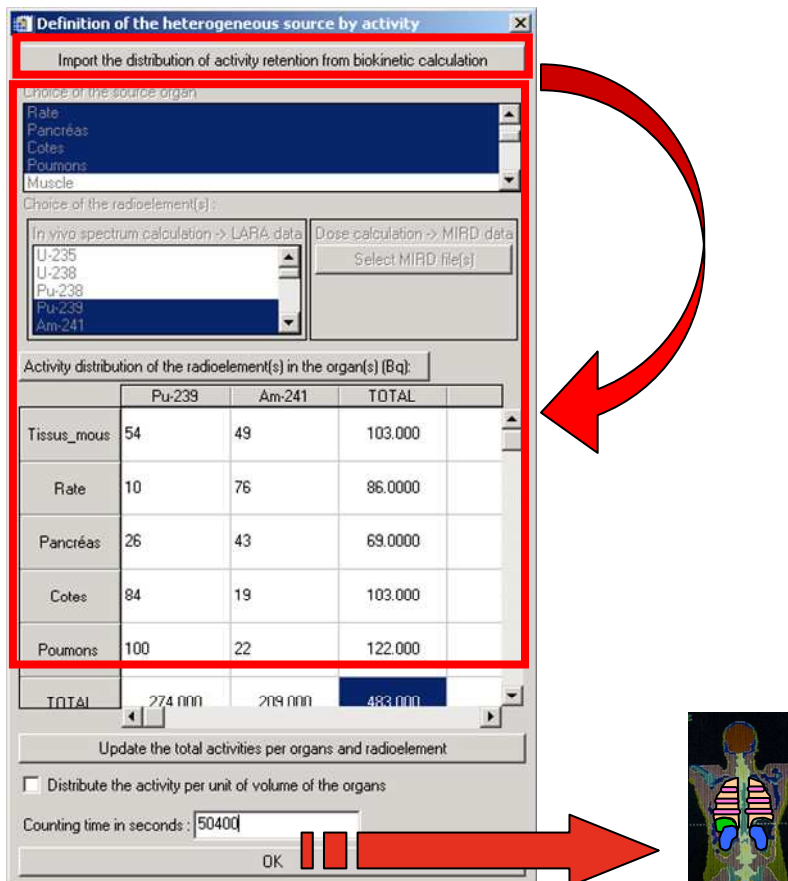 Definition of the heterogeneous source by activity
Import the distribution of activity retention from biokinetic calculation
Choice of the source organ
Rate
Pancréas
Cotes
Poumons
Muscle
Choice of the radioelement(s) :
In vivo spectrum calculation -> LARA data
Dose calculation -> MIRD data
U-235
U-238
Pu-238
Pu-239
Am-241
Select MIRD file(s)
Activity distribution of the radioelement(s) in the organ(s) (Bq):
Pu-239 Am-241 TOTAL
Tissus_mous 54 49 103.000
Rate 10 76 86.0000
Pancréas 26 43 69.0000
Cotes 84 19 103.000
Poumons 100 22 122.000
TOTAL 274.000 209.000 483.000
Update the total activities per organs and radioelement
Distribute the activity per unit of volume of the organs
Counting time in seconds : 50400
OK